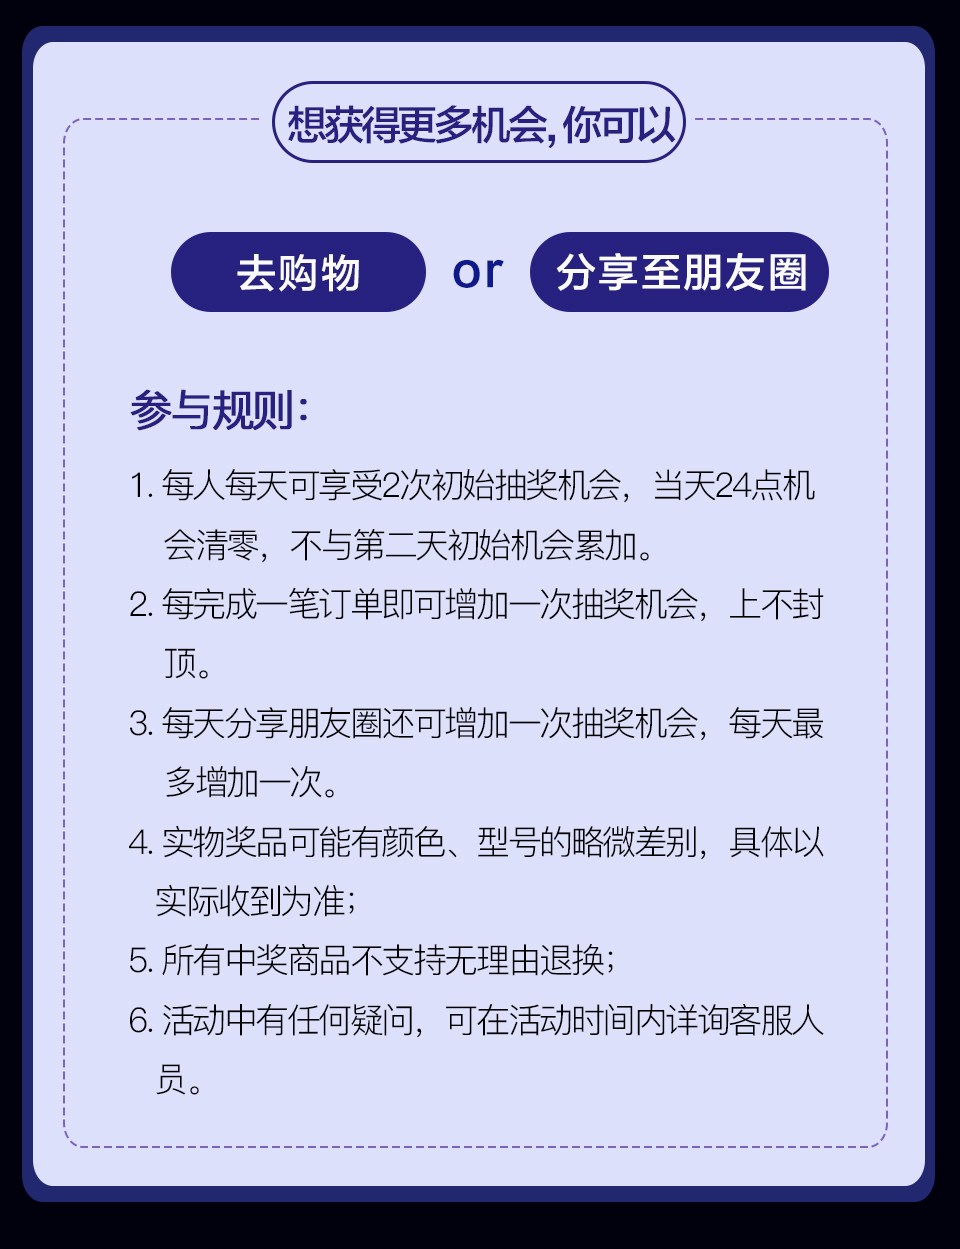 想获得更多机会,你可以
去购物 or 分享至朋友圈
参与规则：
1. 每人每天可享受2次初始抽奖机会，当天24点机
会清零，不与第二天初始机会累加。
2. 每完成一笔订单即可增加一次抽奖机会，上不封
顶。
3. 每天分享朋友圈还可增加一次抽奖机会，每天最
多增加一次。
4. 实物奖品可能有颜色、型号的略微差别，具体以
实际收到为准；
5. 所有中奖商品不支持无理由退换；
6. 活动中有任何疑问，可在活动时间内详询客服人
员。